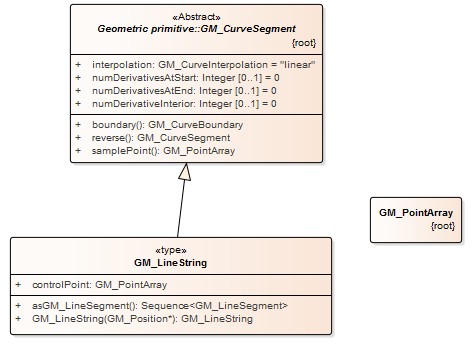 «Abstract»
Geometric primitive::GM_CurveSegment
{root}
+ interpolation: GM_CurveInterpolation = "linear"
+ numDerivativesAtStart: Integer [0..1] = 0
+ numDerivativesAtEnd: Integer [0..1] = 0
+ numDerivativeInterior: Integer [0..1] = 0
+ boundary(): GM_CurveBoundary
+ reverse(): GM_CurveSegment
+ samplePoint(): GM_PointArray
GM_PointArray
{root}
«type»
GM_LineString
+ controlPoint: GM_PointArray
+ asGM_LineSegment(): Sequence<GM_LineSegment>
+ GM_LineString(GM_Position*): GM_LineString